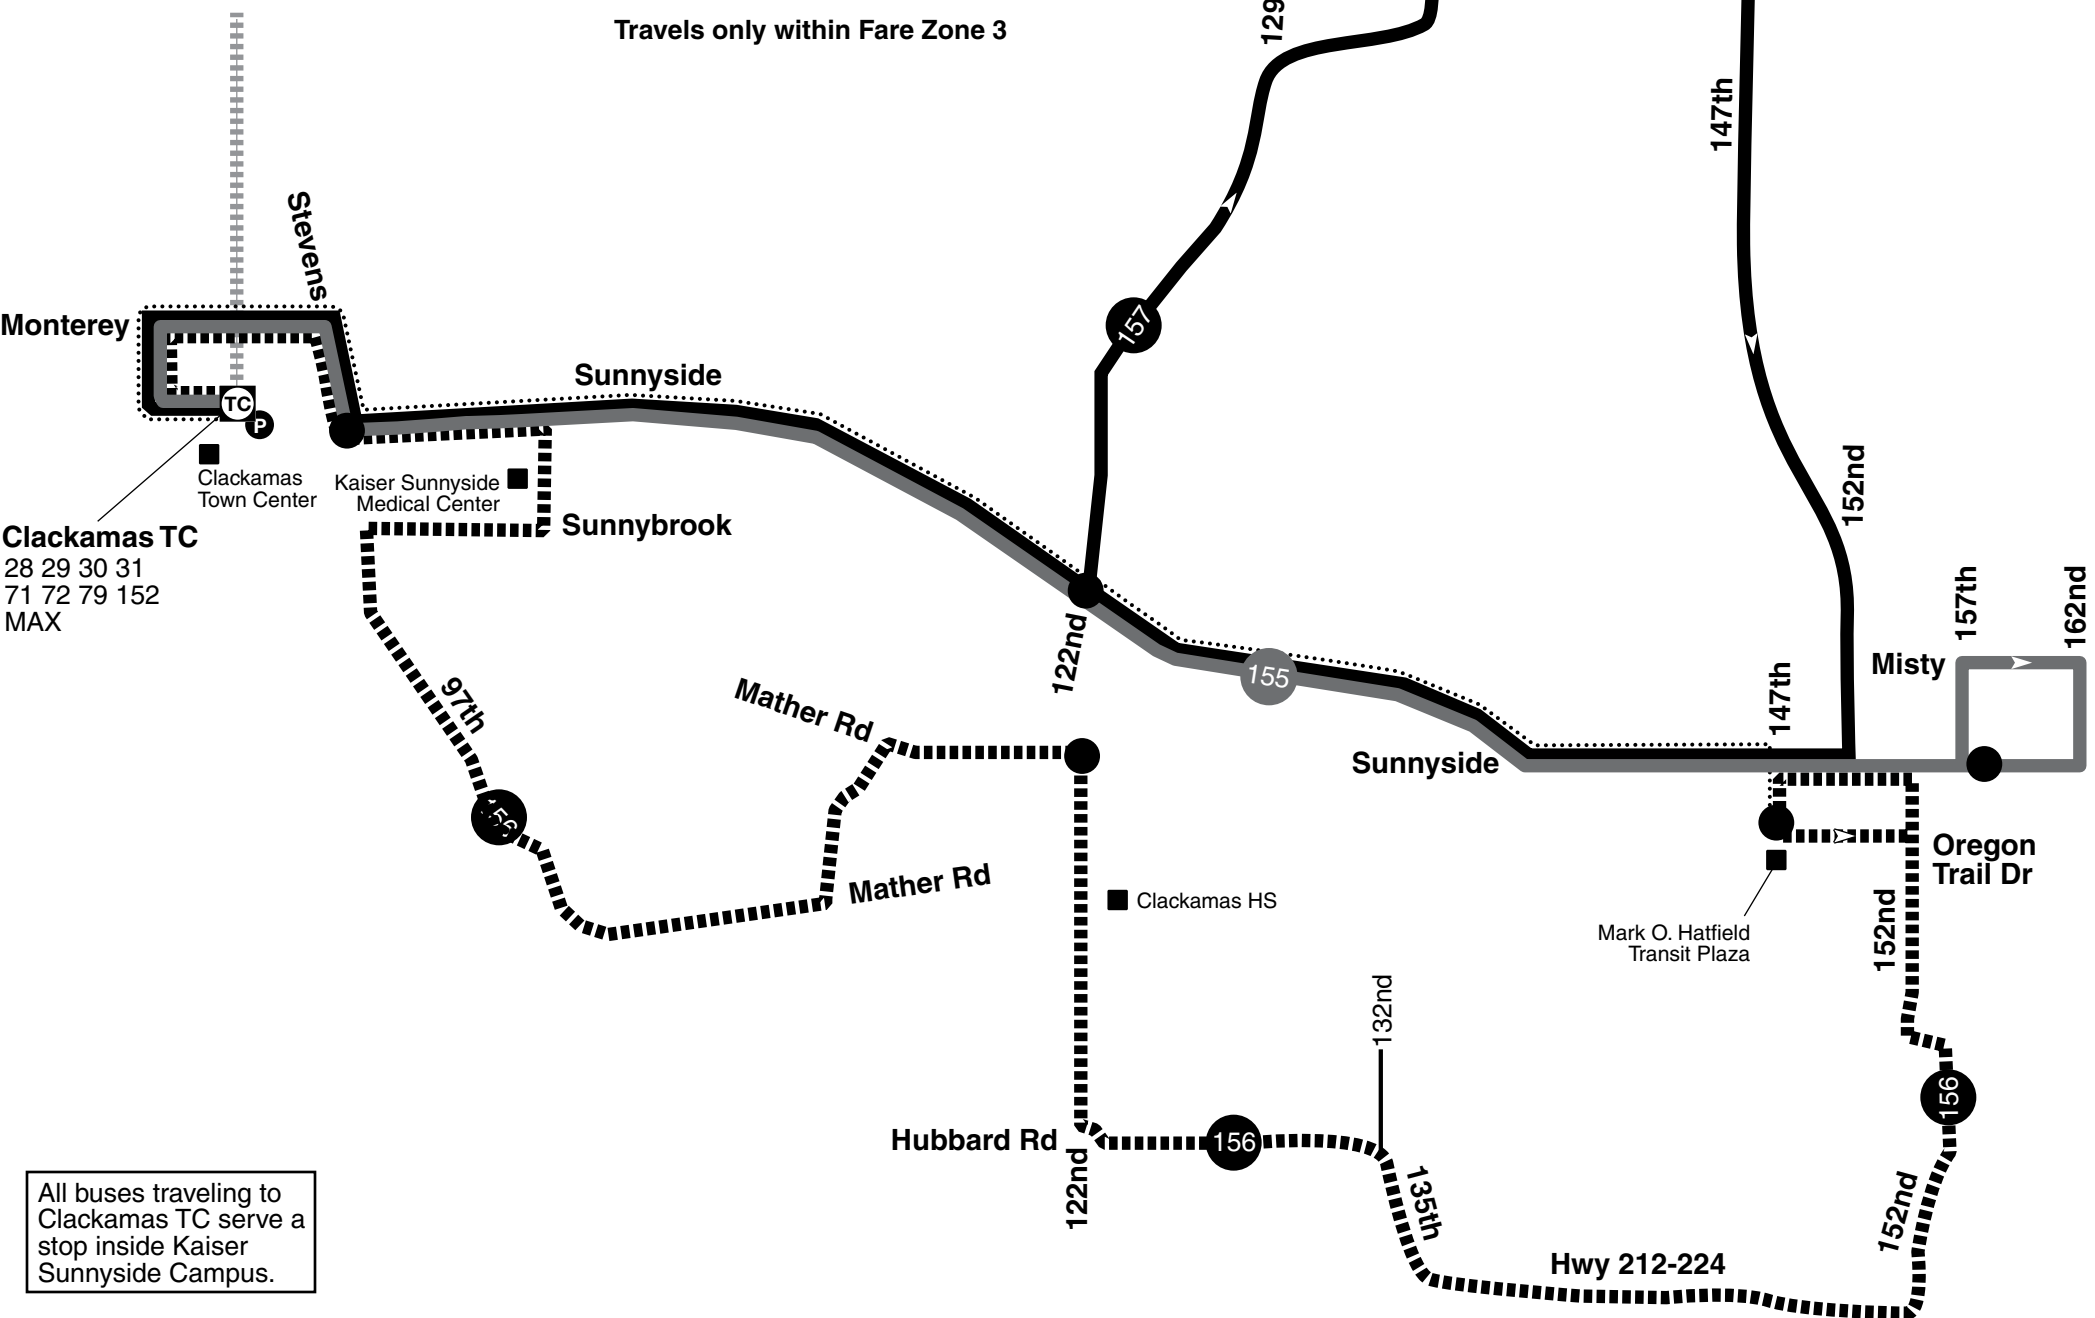 Travels only within Fare Zone 3
129
147th
Stevens
Monterey
157
Sunnyside
TC
P
Clackamas
Town Center
Kaiser Sunnyside
Medical Center
Sunnybrook
Clackamas TC
28 29 30 31
71 72 79 152
MAX
152nd
157th
162nd
122nd
Misty
155
147th
97th
Mather Rd
Sunnyside
156
Mather Rd
Clackamas HS
Oregon
Trail Dr
152nd
Mark O. Hatfield
Transit Plaza
132nd
156
Hubbard Rd
156
122nd
135th
152nd
Hwy 212-224
All buses traveling to
Clackamas TC serve a
stop inside Kaiser
Sunnyside Campus.